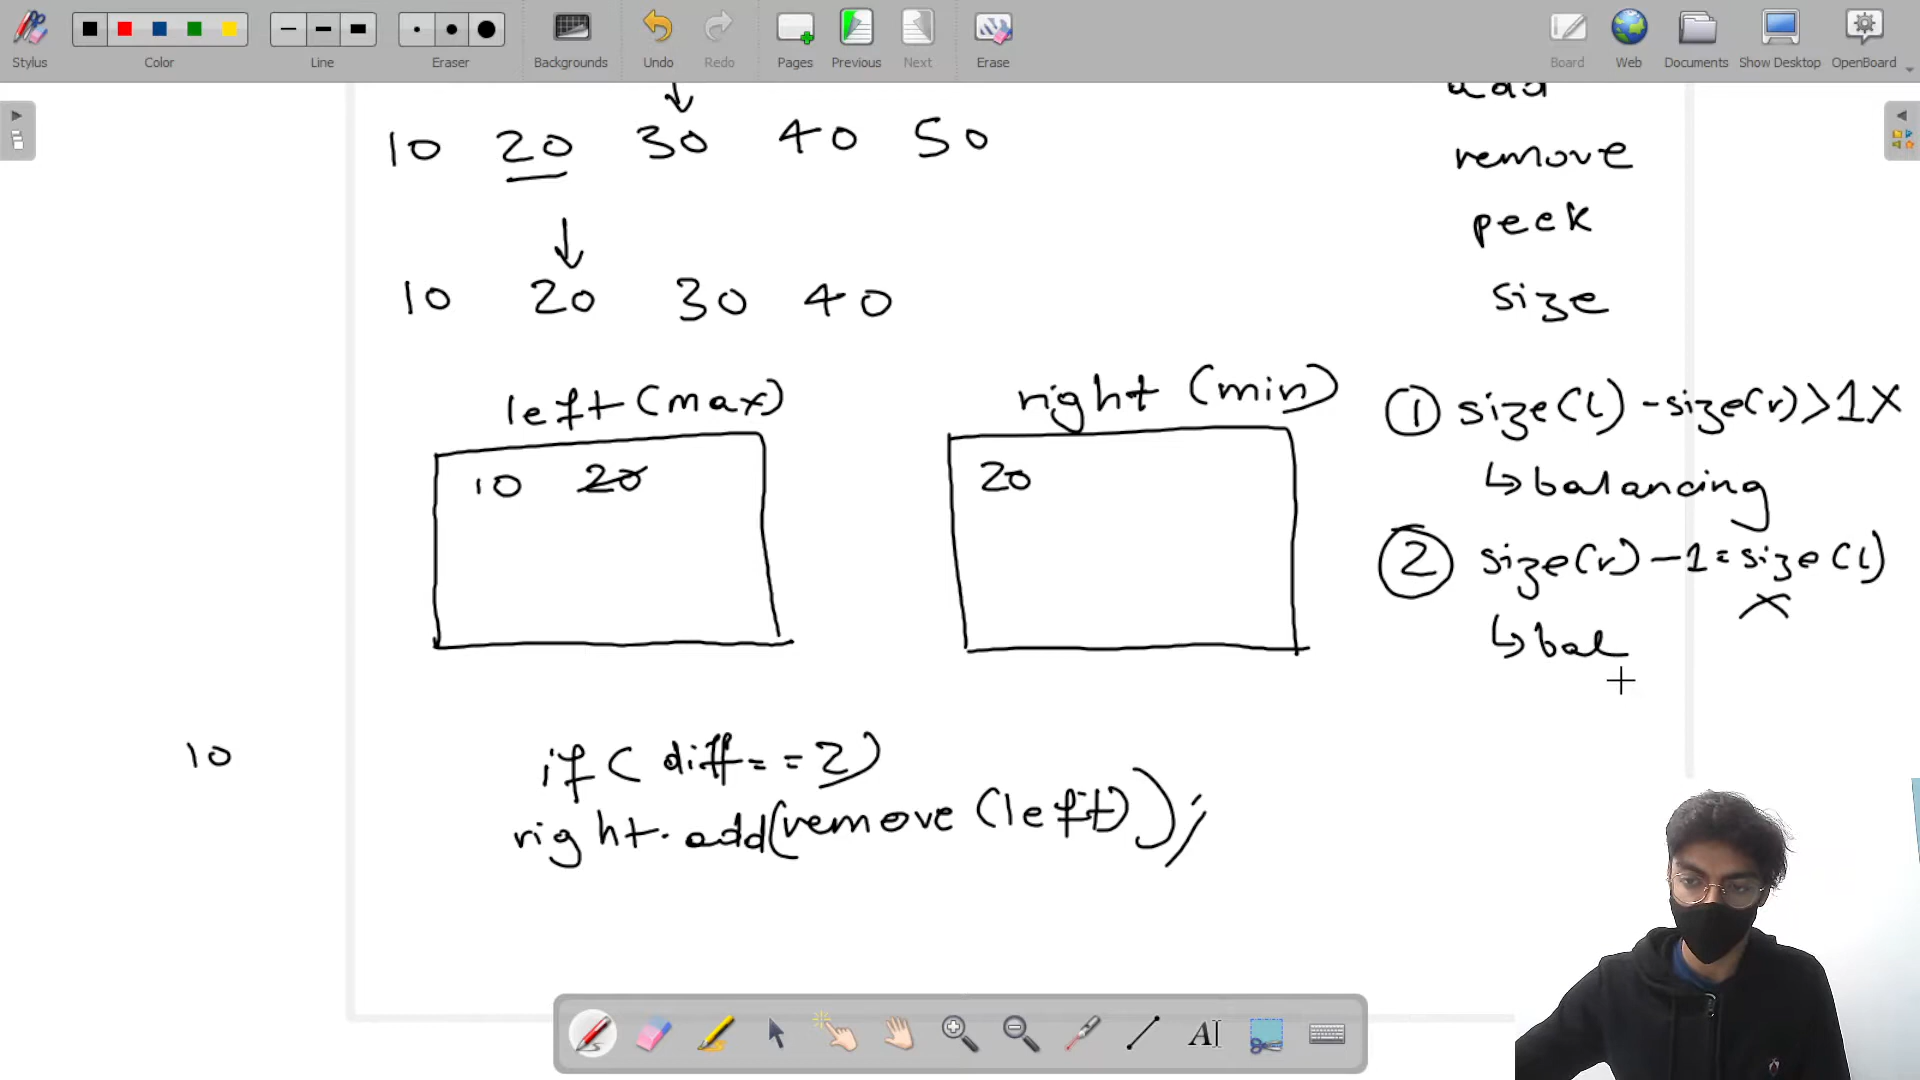 Stylus Color Line Eraser Backgrounds Undo Redo Pages Previous Next Erase Board Web Documents Show Desktop OpenBoard
add
10 20 30 40 50
remove
peek
10 20 30 40
size
left (max)
right (min)
① size(l) - size(r) > 1 X
10 20
20
↳ balancing
② size(r) - 1 = size(l)
X
↳ bal
10
if ( diff == 2)
right. add(remove (left));